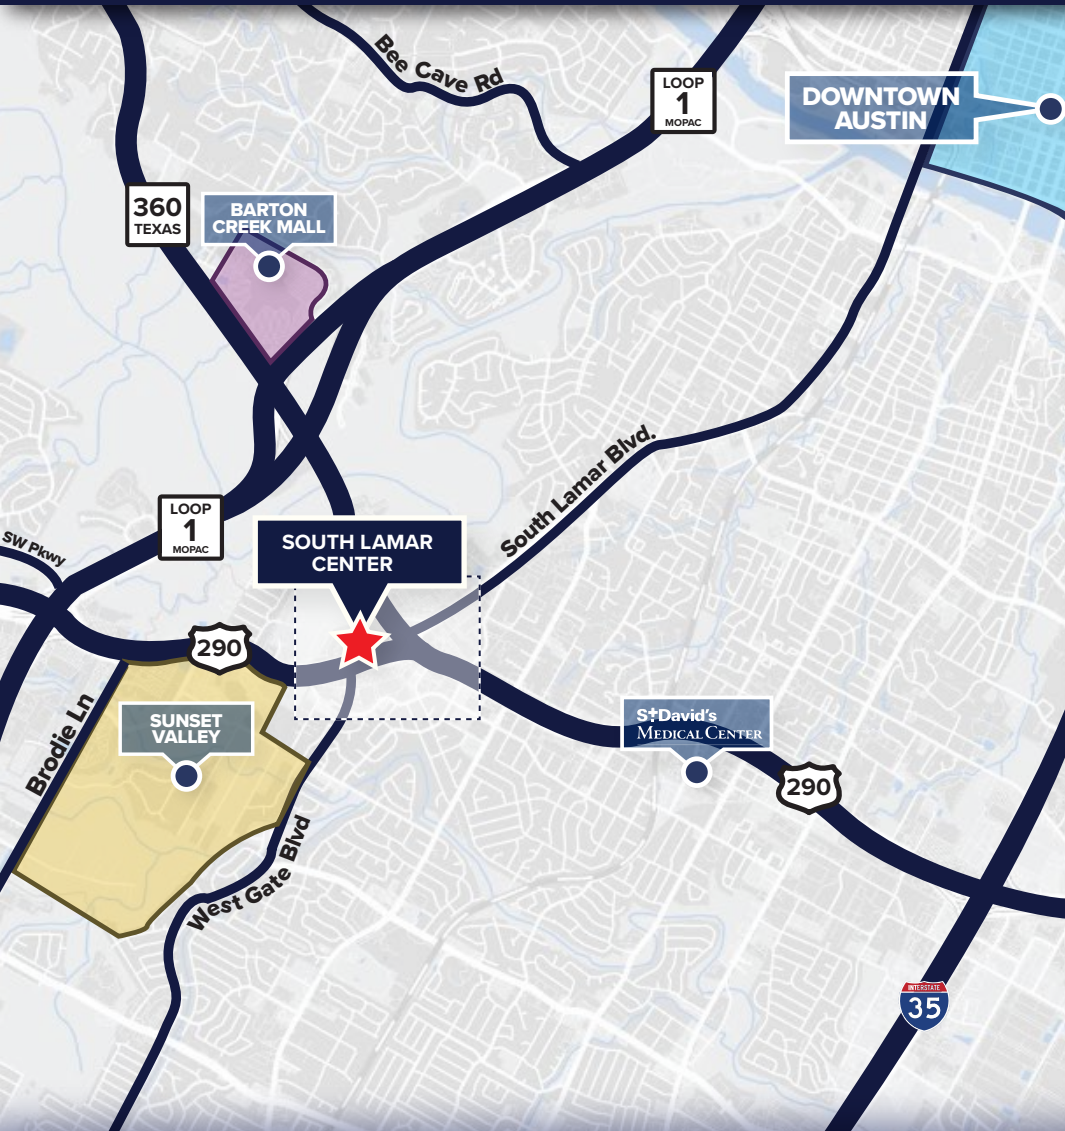 Bee Cave Rd
LOOP
1
MOPAC
DOWNTOWN
AUSTIN
360
TEXAS
BARTON
CREEK MALL
South Lamar Blvd.
LOOP
1
MOPAC
SW Pkwy
SOUTH LAMAR
CENTER
290
Brodie Ln
SUNSET
VALLEY
St David's
MEDICAL CENTER
290
West Gate Blvd
INTERSTATE
35